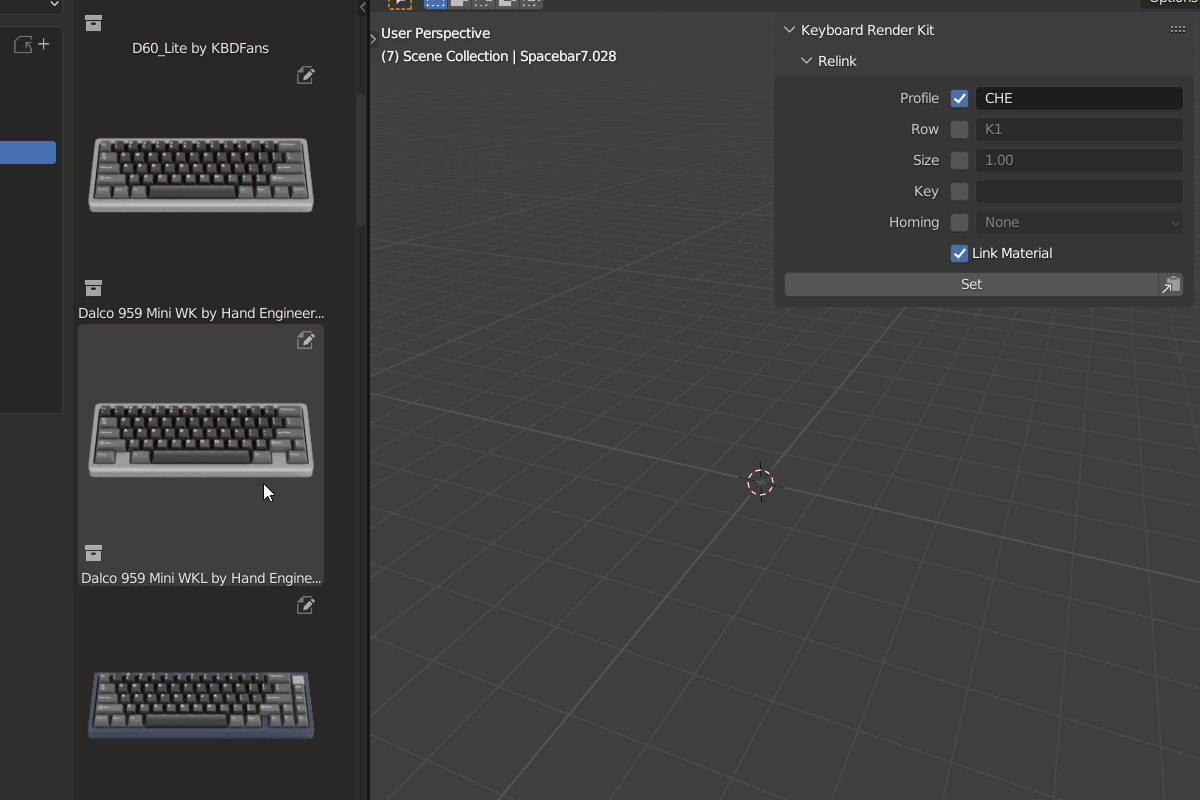 D60_Lite by KBDFans
Dalco 959 Mini WK by Hand Engineer...
Dalco 959 Mini WKL by Hand Engine...
User Perspective
(7) Scene Collection | Spacebar7.028
Options
Keyboard Render Kit
Relink
Profile CHE
Row K1
Size 1.00
Key
Homing None
Link Material
Set